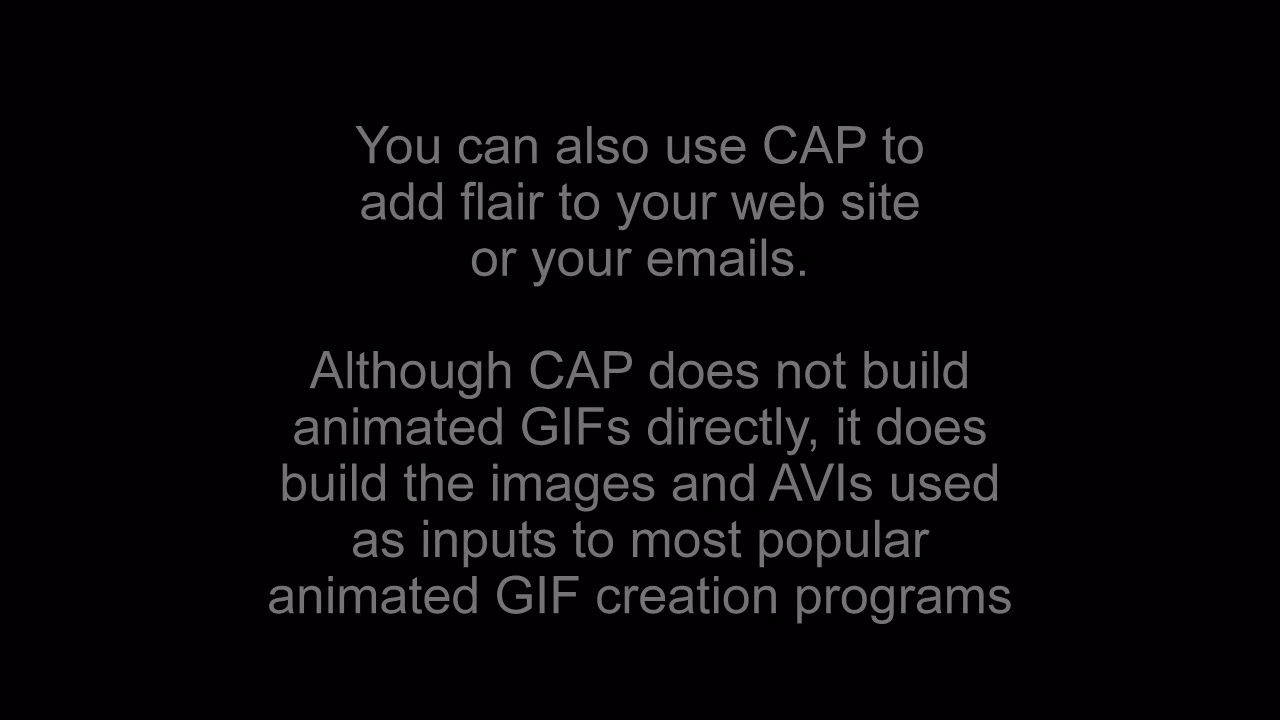 You can also use CAP to
add flair to your web site
or your emails.
Although CAP does not build
animated GIFs directly, it does
build the images and AVIs used
as inputs to most popular
animated GIF creation programs